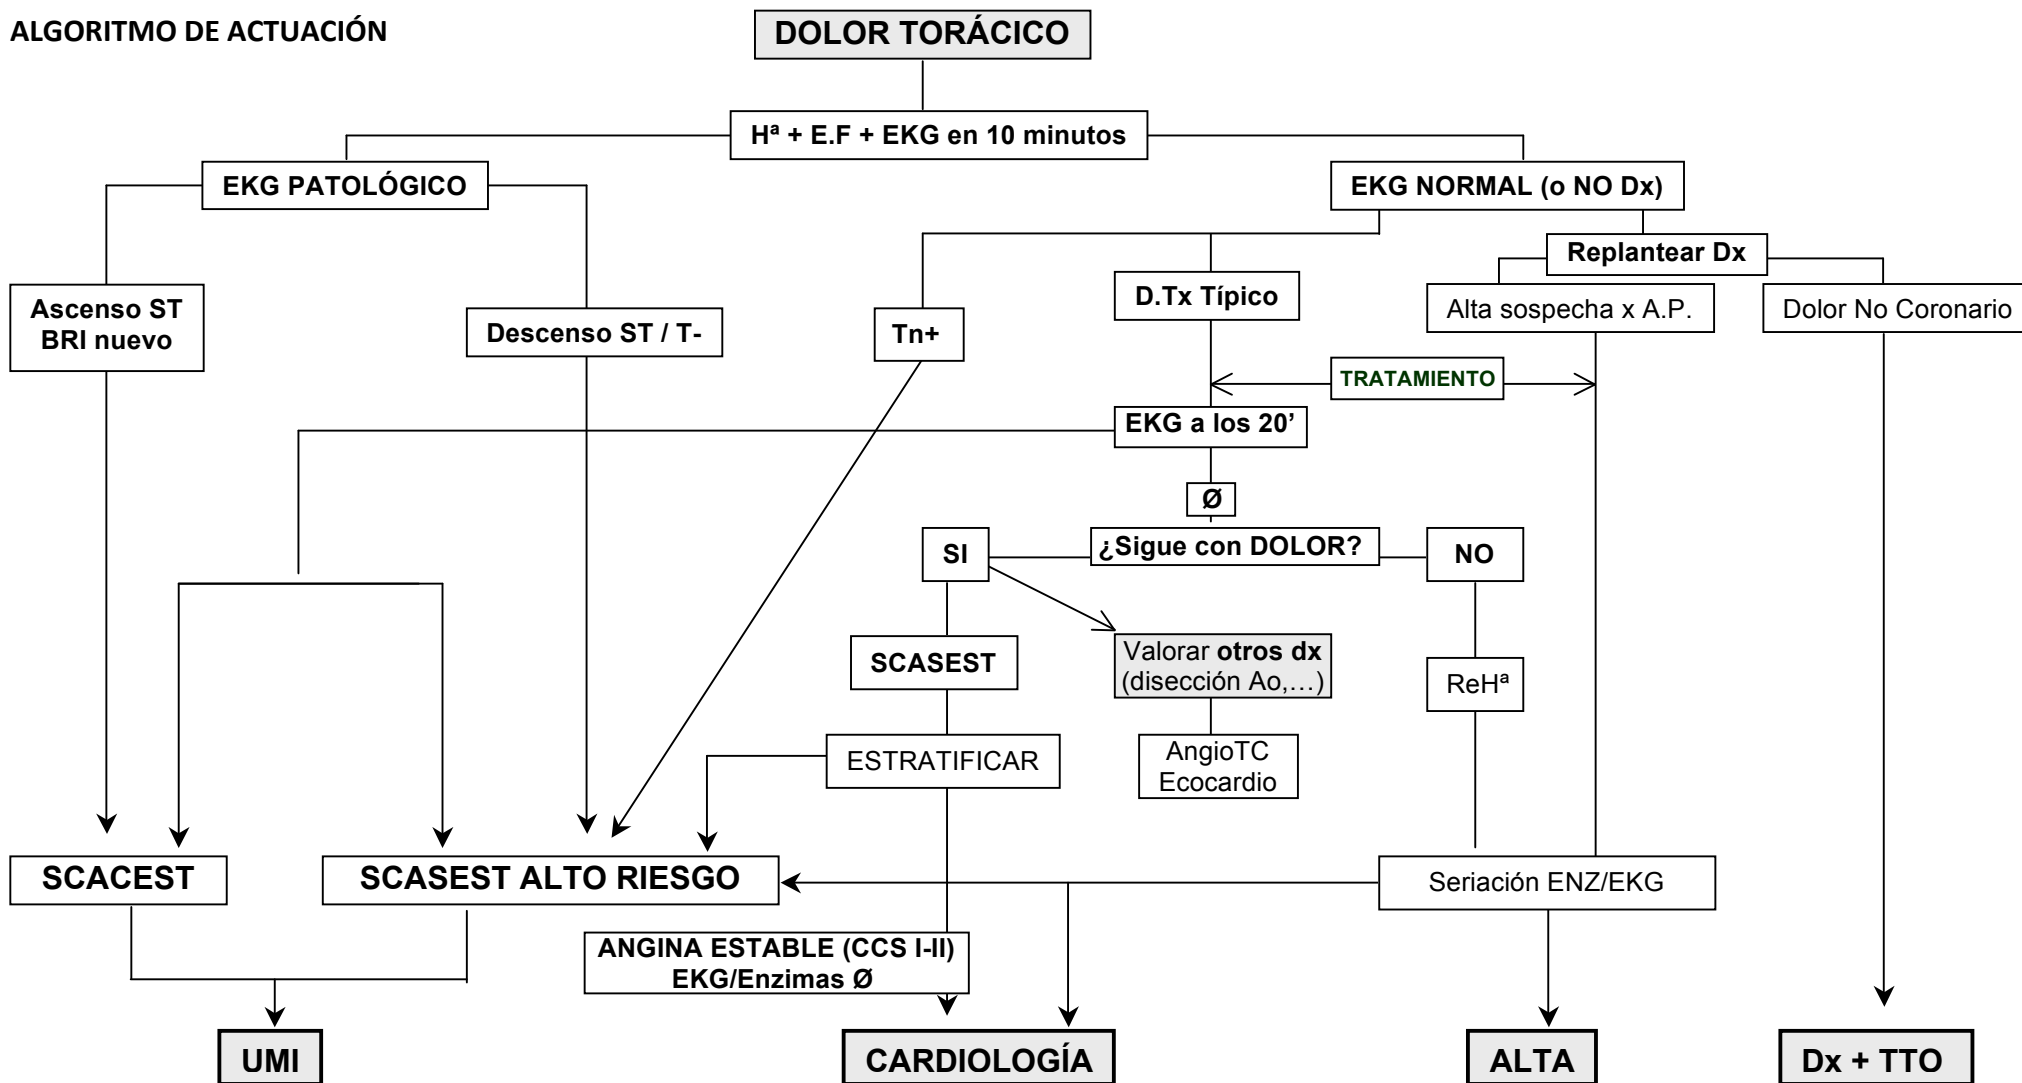 ALGORITMO DE ACTUACIÓN
DOLOR TORÁCICO
Hª + E.F + EKG en 10 minutos
EKG PATOLÓGICO
EKG NORMAL (o NO Dx)
Replantear Dx
Ascenso ST
BRI nuevo
Descenso ST / T-
Tn+
D.Tx Típico
Alta sospecha x A.P.
Dolor No Coronario
TRATAMIENTO
EKG a los 20’
Ø
SI
¿Sigue con DOLOR?
NO
SCASEST
Valorar otros dx
(disección Ao,…)
ReHª
ESTRATIFICAR
AngioTC
Ecocardio
SCACEST
SCASEST ALTO RIESGO
Seriación ENZ/EKG
ANGINA ESTABLE (CCS I-II)
EKG/Enzimas Ø
UMI
CARDIOLOGÍA
ALTA
Dx + TTO